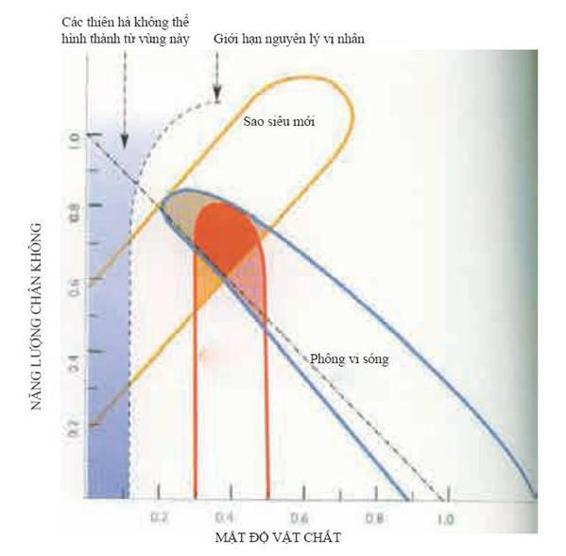 Các thiên hà không thể
hình thành từ vùng này
Giới hạn nguyên lý vị nhân
Sao siêu mới
Phông vi sóng
NĂNG LƯỢNG CHÂN KHÔNG
1.0
0.8
0.6
0.4
0.2
0.2
0.4
0.6
0.8
1.0
MẬT ĐỘ VẬT CHẤT